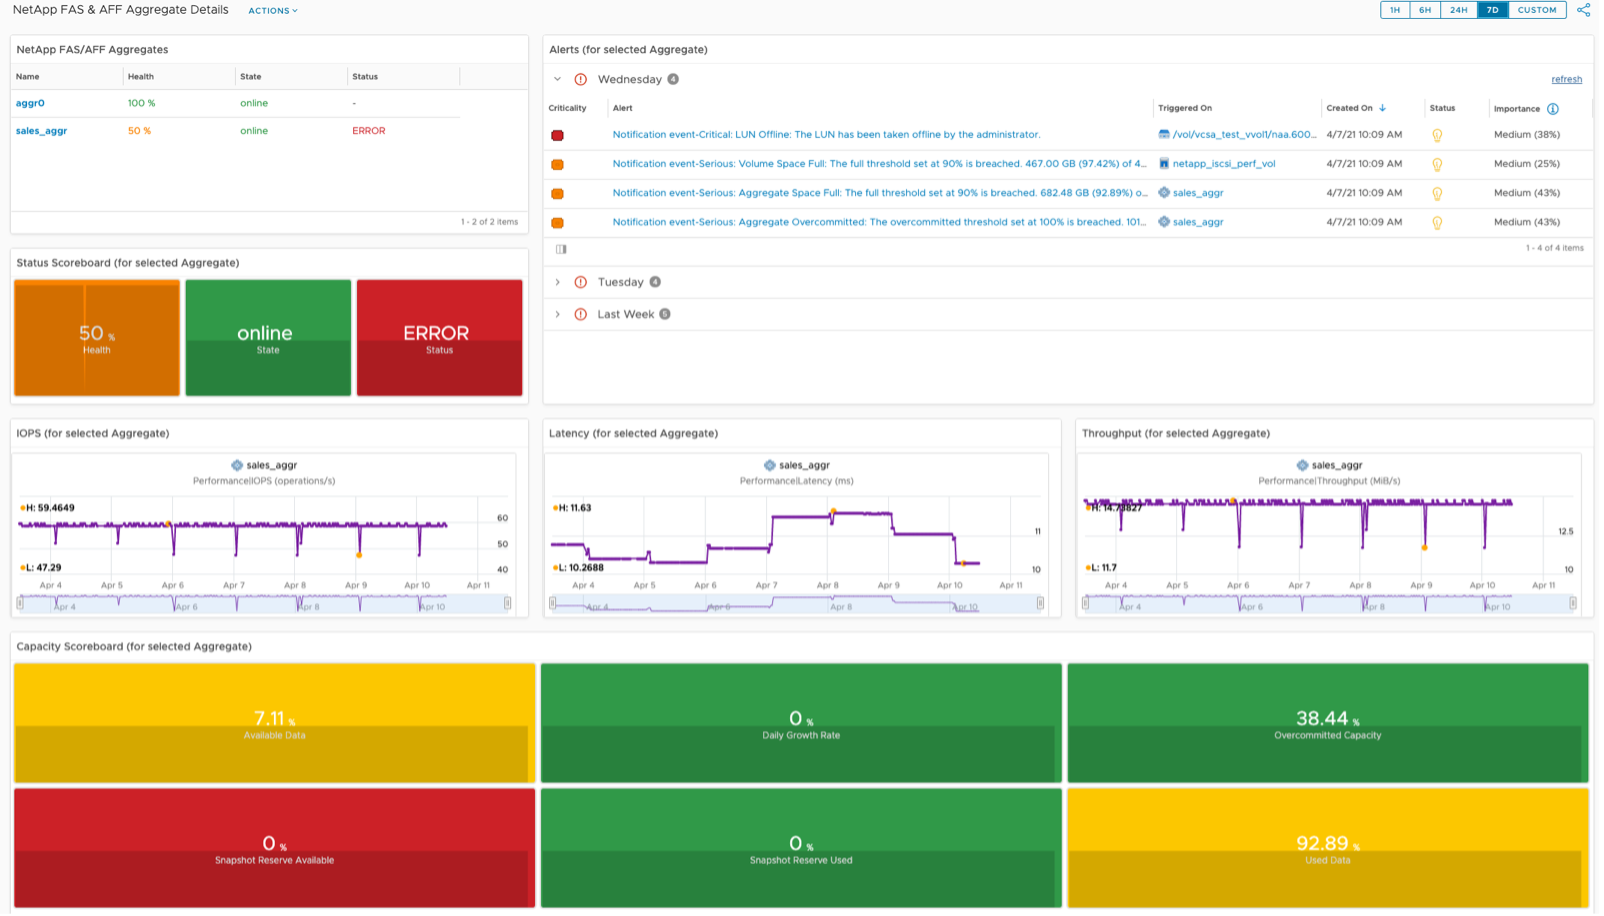 NetApp FAS & AFF Aggregate Details ACTIONS
1H 6H 24H 7D CUSTOM
NetApp FAS/AFF Aggregates
Name Health State Status
aggr0 100 % online -
sales_aggr 50 % online ERROR
1 - 2 of 2 items
Alerts (for selected Aggregate)
Wednesday 4 refresh
Criticality Alert Triggered On Created On Status Importance
Notification event-Critical: LUN Offline: The LUN has been taken offline by the administrator. /vol/vcsa_test_vvol1/naa.600... 4/7/21 10:09 AM Medium (38%)
Notification event-Serious: Volume Space Full: The full threshold set at 90% is breached. 467.00 GB (97.42%) of 4... netapp_iscsi_perf_vol 4/7/21 10:09 AM Medium (25%)
Notification event-Serious: Aggregate Space Full: The full threshold set at 90% is breached. 682.48 GB (92.89%) o... sales_aggr 4/7/21 10:09 AM Medium (43%)
Notification event-Serious: Aggregate Overcommitted: The overcommitted threshold set at 100% is breached. 101... sales_aggr 4/7/21 10:09 AM Medium (43%)
1 - 4 of 4 items
Tuesday 4
Last Week 5
Status Scoreboard (for selected Aggregate)
50 %
Health
online
State
ERROR
Status
IOPS (for selected Aggregate)
sales_aggr
Performance|IOPS (operations/s)
H: 59.4649
60
50
L: 47.29
40
Apr 4 Apr 5 Apr 6 Apr 7 Apr 8 Apr 9 Apr 10 Apr 11
Apr 4 Apr 6 Apr 8 Apr 10
Latency (for selected Aggregate)
sales_aggr
Performance|Latency (ms)
H: 11.63
11
L: 10.2688
10
Apr 4 Apr 5 Apr 6 Apr 7 Apr 8 Apr 9 Apr 10 Apr 11
Apr 4 Apr 6 Apr 8 Apr 10
Throughput (for selected Aggregate)
sales_aggr
Performance|Throughput (MiB/s)
H: 14.73827
12.5
L: 11.7
10
Apr 4 Apr 5 Apr 6 Apr 7 Apr 8 Apr 9 Apr 10 Apr 11
Apr 4 Apr 6 Apr 8 Apr 10
Capacity Scoreboard (for selected Aggregate)
7.11 %
Available Data
0 %
Daily Growth Rate
38.44 %
Overcommitted Capacity
0 %
Snapshot Reserve Available
0 %
Snapshot Reserve Used
92.89 %
Used Data